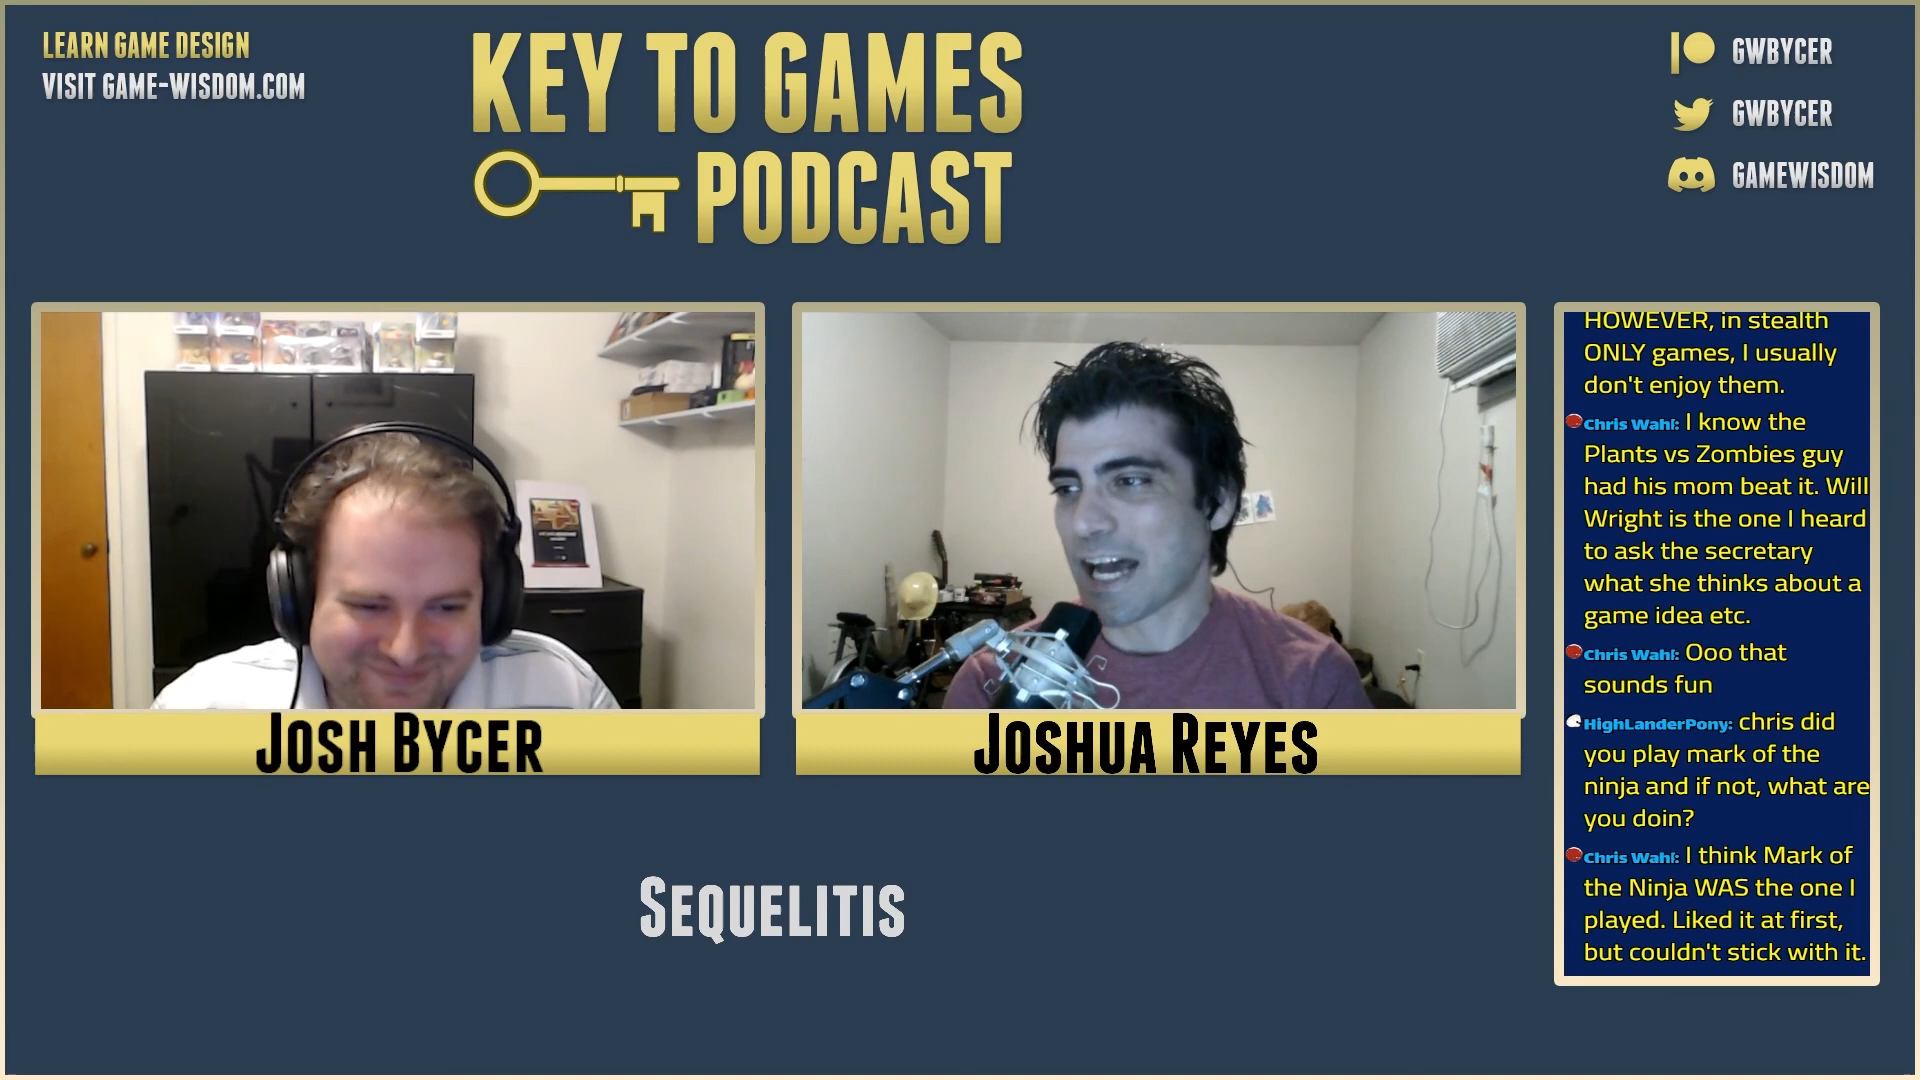 LEARN GAME DESIGN
VISIT GAME-WISDOM.COM
KEY TO GAMES
PODCAST
GWBYCER
GWBYCER
GAMEWISDOM
JOSH BYCER
JOSHUA REYES
SEQUELITIS
HOWEVER, in stealth
ONLY games, I usually
don't enjoy them.
Chris Wahl: I know the
Plants vs Zombies guy
had his mom beat it. Will
Wright is the one I heard
to ask the secretary
what she thinks about a
game idea etc.
Chris Wahl: Ooo that
sounds fun
HighLanderPony: chris did
you play mark of the
ninja and if not, what are
you doin?
Chris Wahl: I think Mark of
the Ninja WAS the one I
played. Liked it at first,
but couldn't stick with it.